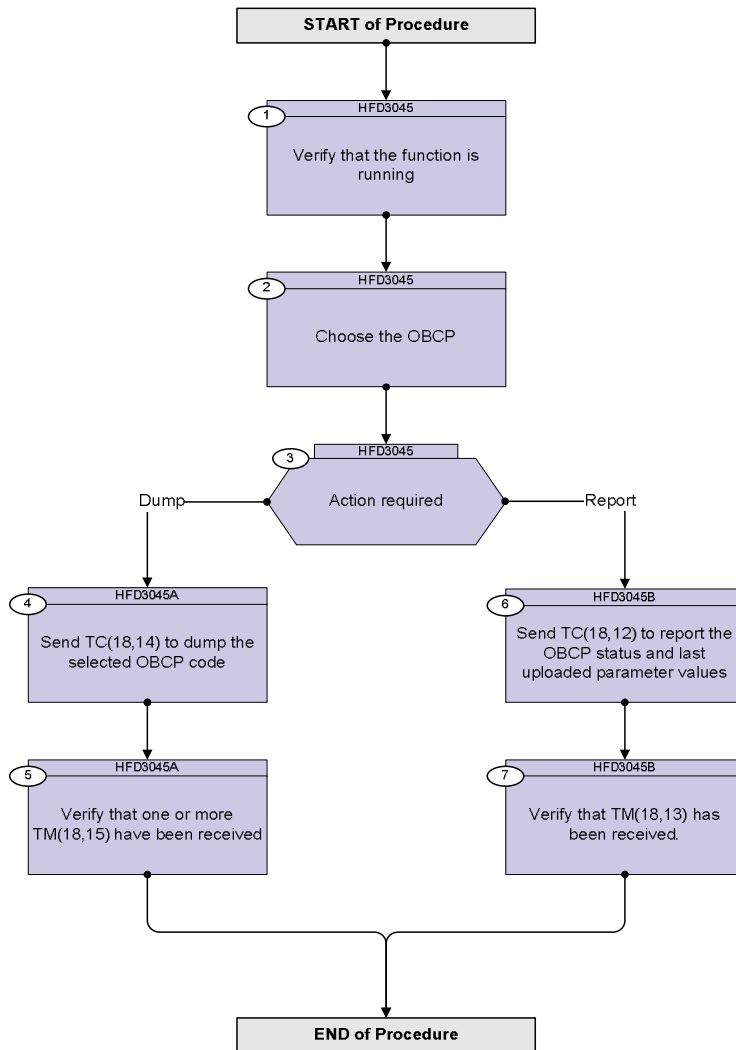 START of Procedure
HFD3045
1
Verify that the function is
running
HFD3045
2
Choose the OBCP
HFD3045
3
Action required
Dump
Report
HFD3045A
4
Send TC(18,14) to dump the
selected OBCP code
HFD3045B
6
Send TC(18,12) to report the
OBCP status and last
uploaded parameter values
HFD3045A
5
Verify that one or more
TM(18,15) have been received
HFD3045B
7
Verify that TM(18,13) has
been received.
END of Procedure